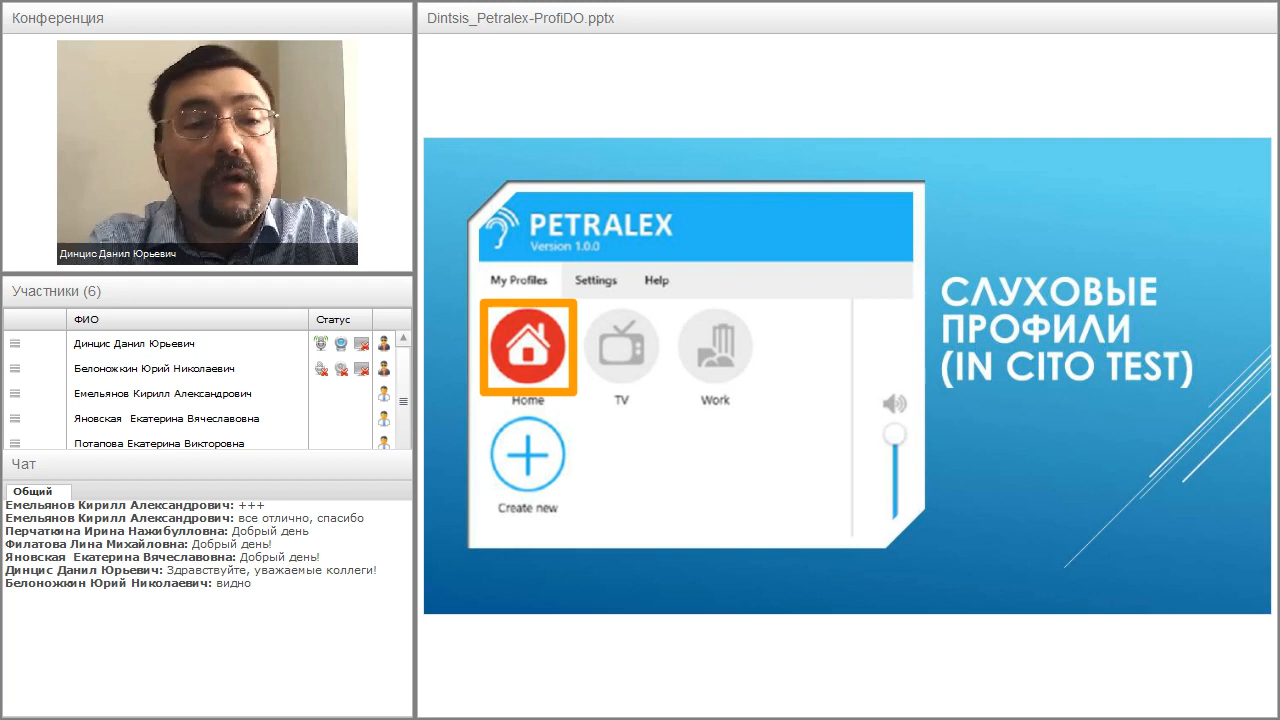 Конференция
Динцис Данил Юрьевич
Участники (6)
ФИО
Статус
Динцис Данил Юрьевич
Белоножкин Юрий Николаевич
Емельянов Кирилл Александрович
Яновская Екатерина Вячеславовна
Потапова Екатерина Викторовна
Чат
Общий
Емельянов Кирилл Александрович: +++
Емельянов Кирилл Александрович: все отлично, спасибо
Перчаткина Ирина Нажибулловна: Добрый день
Филатова Лина Михайловна: Добрый день!
Яновская Екатерина Вячеславовна: Добрый день!
Динцис Данил Юрьевич: Здравствуйте, уважаемые коллеги!
Белоножкин Юрий Николаевич: видно
Dintsis_Petralex-ProfiDO.pptx
PETRALEX
Version 1.0.0
My Profiles Settings Help
Home TV Work
Create new
СЛУХОВЫЕ
ПРОФИЛИ
(IN CITO TEST)